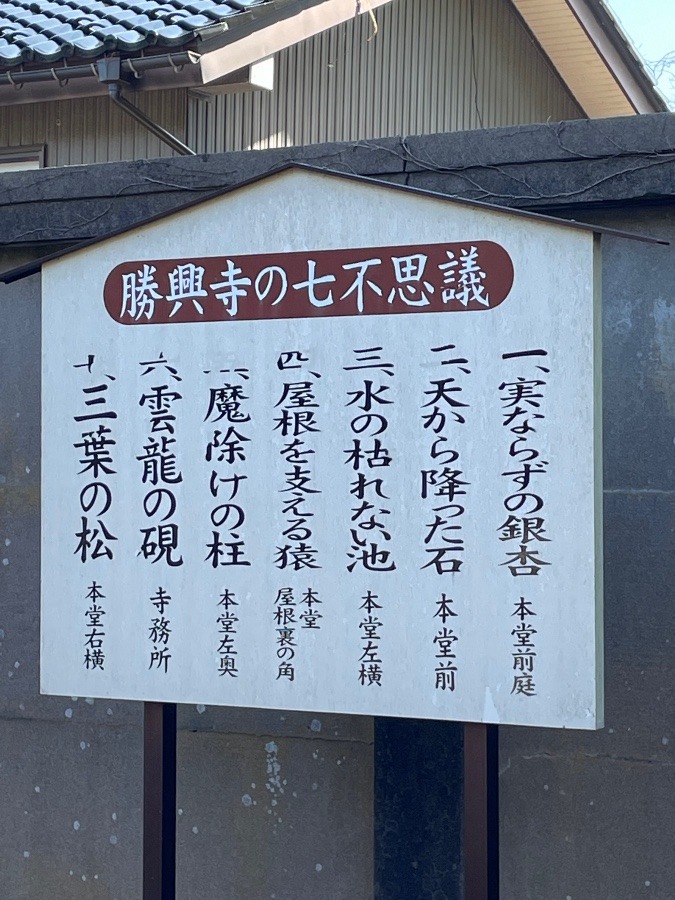 勝興寺の七不思議
一、実ならずの銀杏 本堂前庭
二、天から降った石 本堂前
三、水の枯れない池 本堂左横
四、屋根を支える猿 本堂屋根裏の角
魔除けの柱 本堂左奥
六、雲龍の硯 寺務所
三葉の松 本堂右横